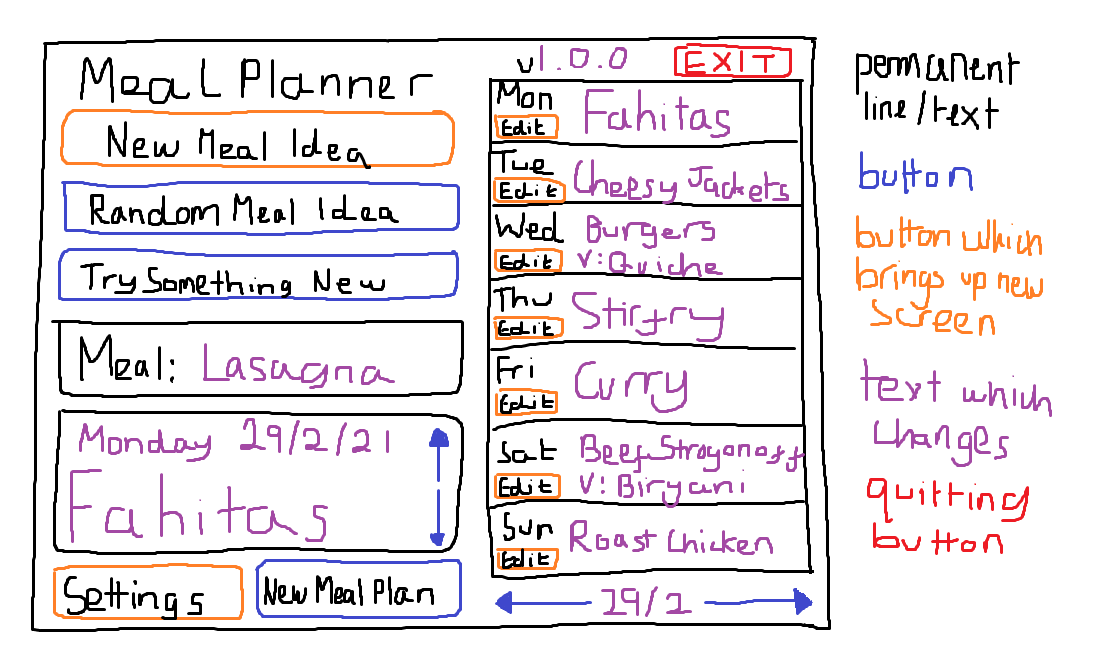 Meal Planner
New Meal Idea
Random Meal Idea
Try Something New
Meal: Lasagna
Monday 29/2/21
Fahitas
Settings
New Meal Plan
v1.0.0
EXIT
Mon
Edit
Fahitas
Tue
Edit
Cheesy Jackets
Wed
Edit
Burgers
V: Quiche
Thu
Edit
Stirfry
Fri
Edit
Curry
Sat
Edit
Beef Stroganoff
V: Biryani
Sun
Edit
Roast Chicken
29/2
permanent
line/text
button
button which
brings up new
screen
text which
changes
quitting
button